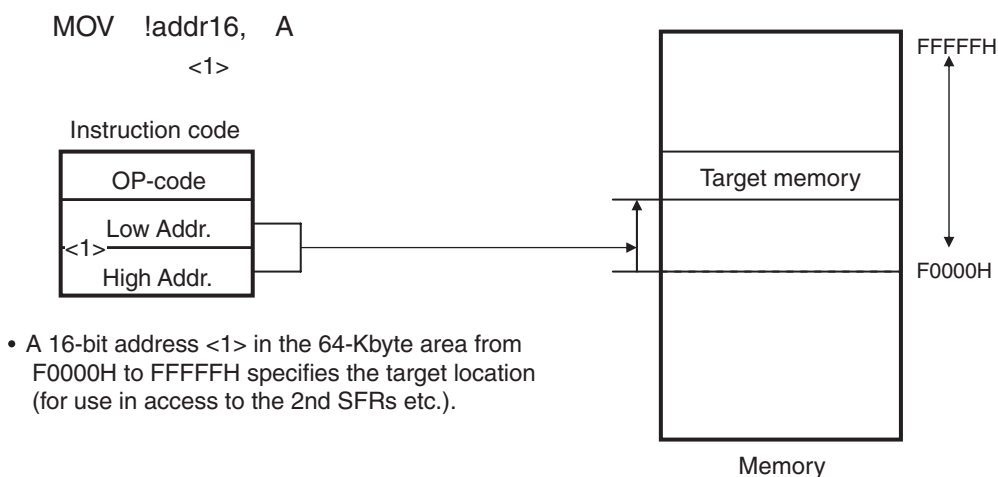 MOV !addr16, A
<1>
Instruction code
OP-code
Low Addr.
<1>
High Addr.
• A 16-bit address <1> in the 64-Kbyte area from
F0000H to FFFFFH specifies the target location
(for use in access to the 2nd SFRs etc.).
FFFFFH
Target memory
F0000H
Memory